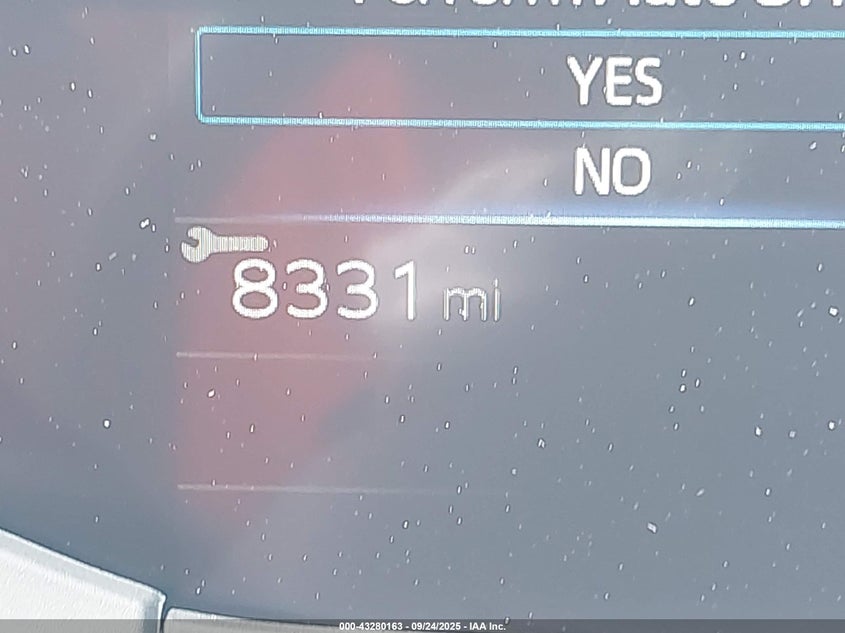 YES
NO
8331 mi
000-43280163 - 09/24/2025 - IAA Inc.